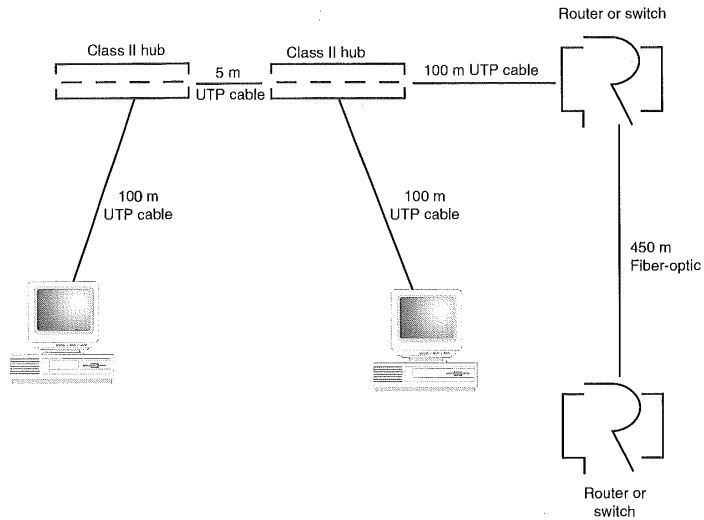 Router or switch
Class II hub
Class II hub
5 m
UTP cable
100 m UTP cable
100 m
UTP cable
100 m
UTP cable
450 m
Fiber-optic
Router or
switch